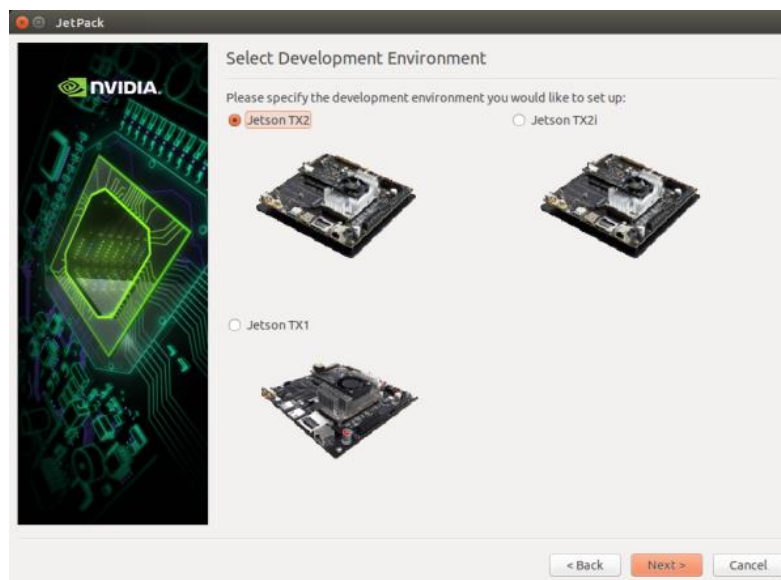 JetPack
NVIDIA.
Select Development Environment
Please specify the development environment you would like to set up:
Jetson TX2
Jetson TX2i
Jetson TX1
< Back
Next >
Cancel